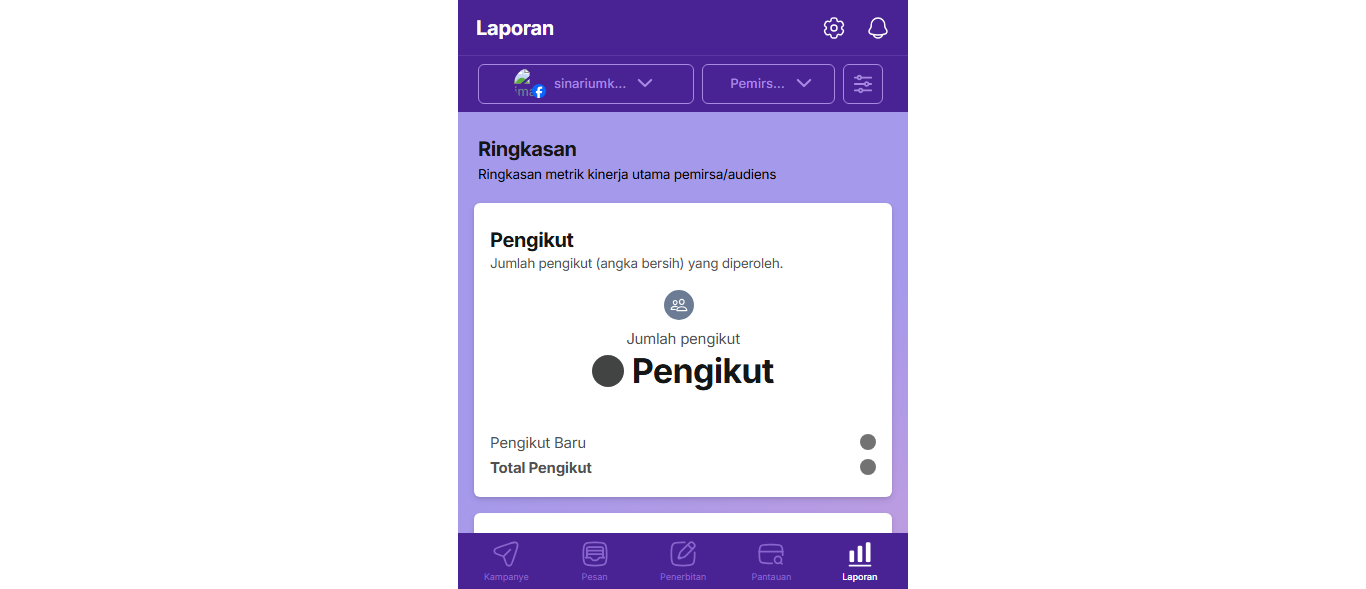 Laporan
sinariumk...
Pemirs...
Ringkasan
Ringkasan metrik kinerja utama pemirsa/audiens
Pengikut
Jumlah pengikut (angka bersih) yang diperoleh.
Jumlah pengikut
Pengikut
Pengikut Baru
Total Pengikut
Kampanye Pesan Penerbitan Pantauan Laporan